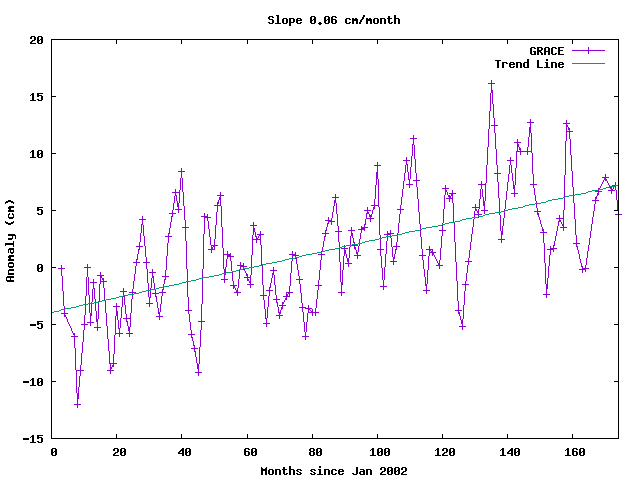 Slope 0.06 cm/month
GRACE
Trend Line
20
15
10
5
0
-5
-10
-15
Anomaly (cm)
0 20 40 60 80 100 120 140 160
Months since Jan 2002